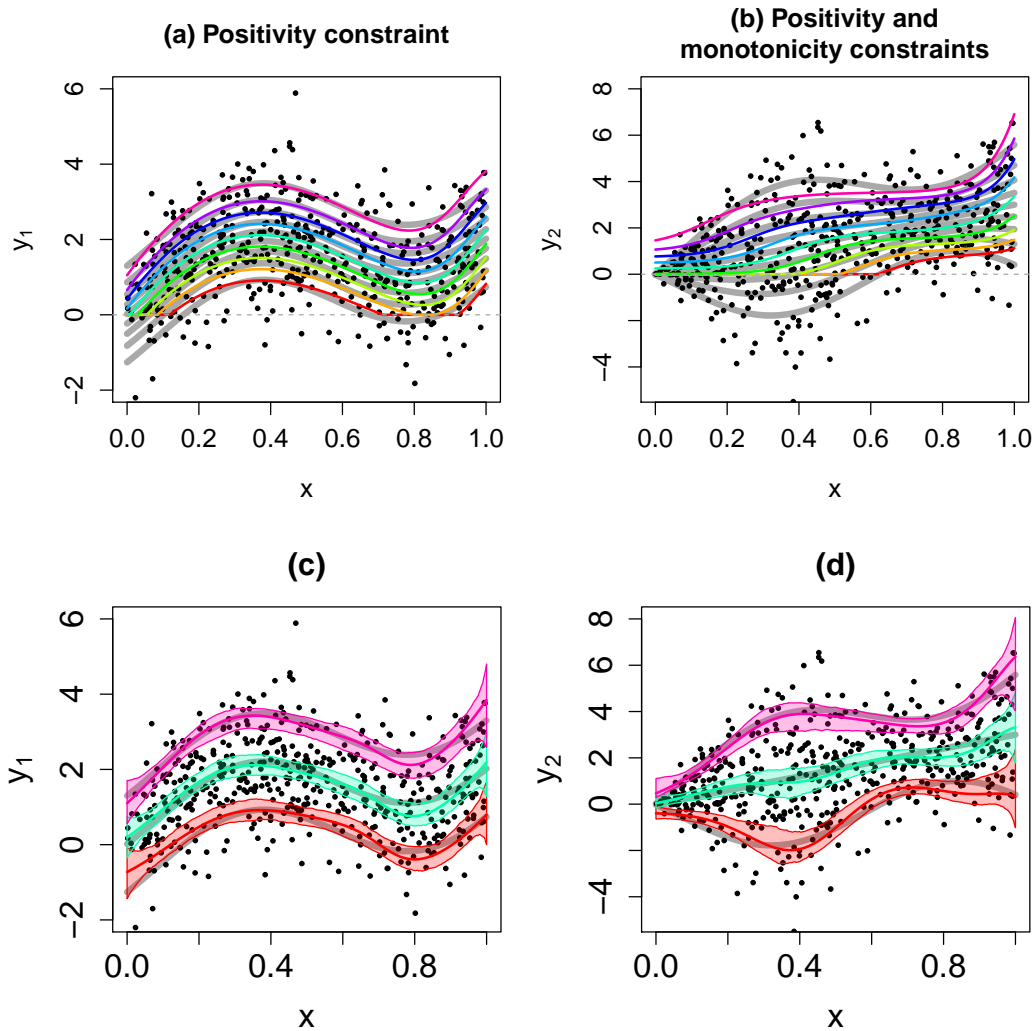 (a) Positivity constraint
6
4
2
0
−2
y1
0.0 0.2 0.4 0.6 0.8 1.0
x
(b) Positivity and
monotonicity constraints
8
6
4
2
0
−4
y2
0.0 0.2 0.4 0.6 0.8 1.0
x
(c)
6
4
2
0
−2
y1
0.0 0.4 0.8
x
(d)
8
6
4
2
0
−4
y2
0.0 0.4 0.8
x